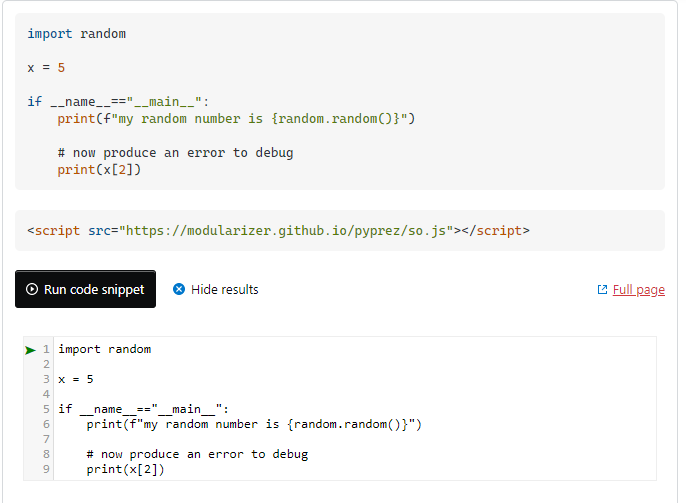 import random
x = 5
if __name__=="__main__":
print(f"my random number is {random.random()}")
# now produce an error to debug
print(x[2])
<script src="https://modularizer.github.io/pyprez/so.js"></script>
Run code snippet Hide results Full page
1 import random
2
3 x = 5
4
5 if __name__=="__main__":
6 print(f"my random number is {random.random()}")
7
8 # now produce an error to debug
9 print(x[2])